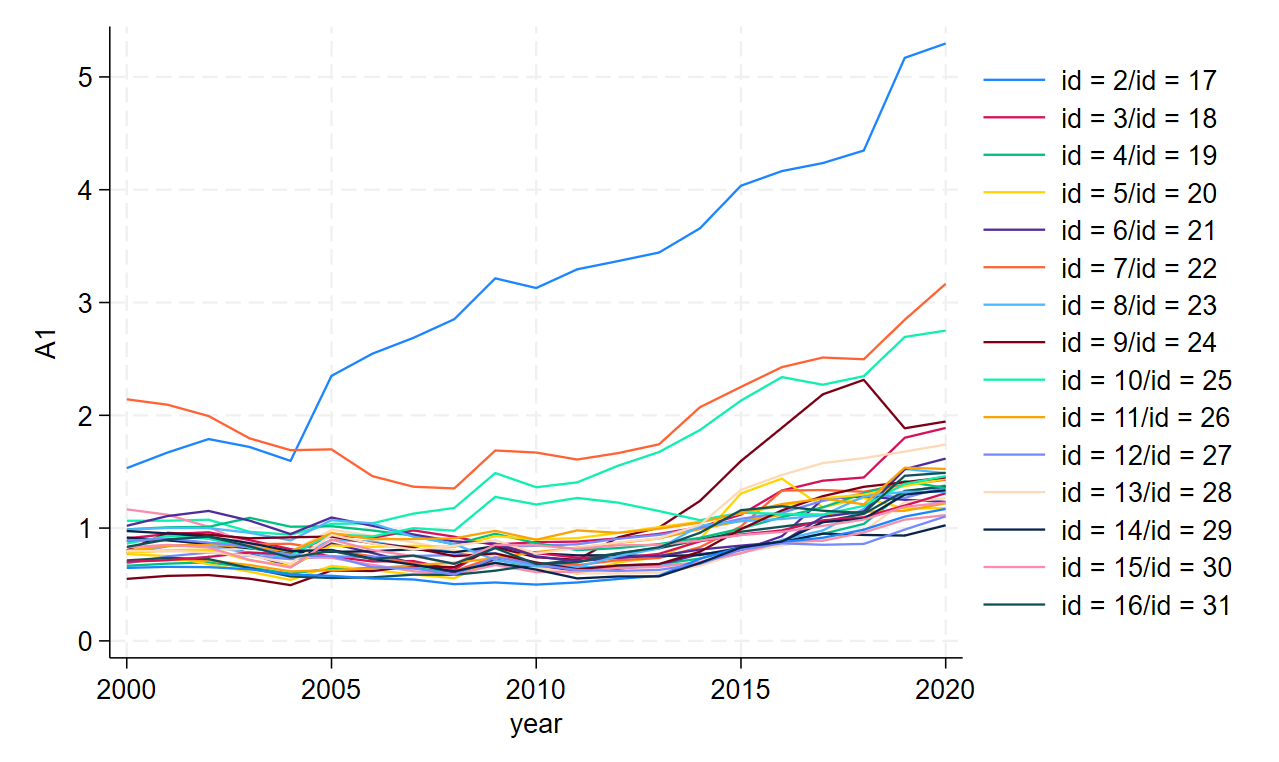 5
4
3
2
1
0
A1
2000 2005 2010 2015 2020
year
id = 2/id = 17
id = 3/id = 18
id = 4/id = 19
id = 5/id = 20
id = 6/id = 21
id = 7/id = 22
id = 8/id = 23
id = 9/id = 24
id = 10/id = 25
id = 11/id = 26
id = 12/id = 27
id = 13/id = 28
id = 14/id = 29
id = 15/id = 30
id = 16/id = 31